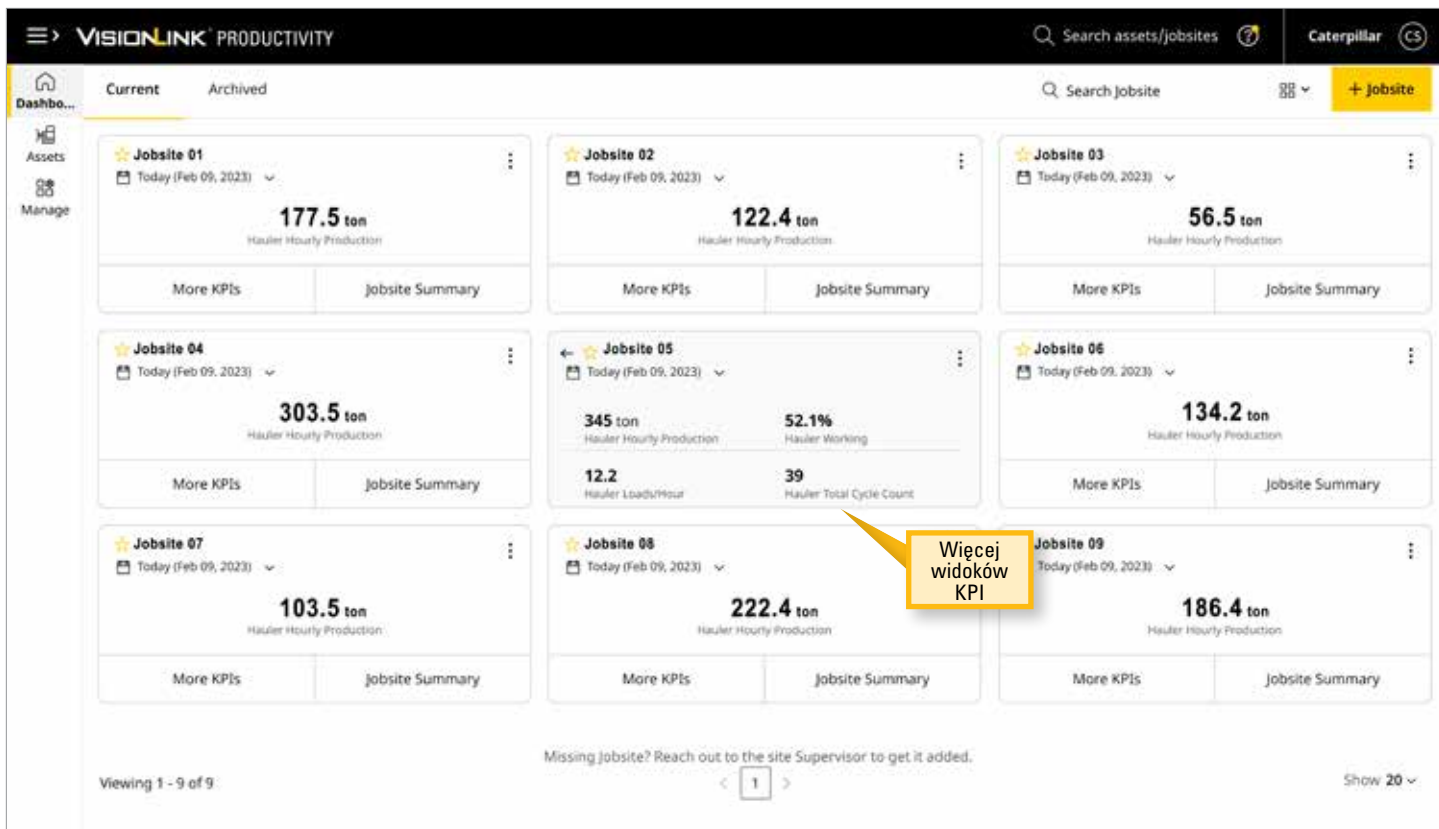 VISIONLINK PRODUCTIVITY
Search assets/jobsites
Caterpillar CS
Dashbo...
Assets
Manage
Current Archived
Search Jobsite
+ Jobsite
Jobsite 01
Today (Feb 09, 2023)
177.5 ton
Hauler Hourly Production
More KPIs Jobsite Summary
Jobsite 02
Today (Feb 09, 2023)
122.4 ton
Hauler Hourly Production
More KPIs Jobsite Summary
Jobsite 03
Today (Feb 09, 2023)
56.5 ton
Hauler Hourly Production
More KPIs Jobsite Summary
Jobsite 04
Today (Feb 09, 2023)
303.5 ton
Hauler Hourly Production
More KPIs Jobsite Summary
Jobsite 05
Today (Feb 09, 2023)
345 ton
Hauler Hourly Production
52.1%
Hauler Working
12.2
Hauler Loads/Hour
39
Hauler Total Cycle Count
Jobsite 06
Today (Feb 09, 2023)
134.2 ton
Hauler Hourly Production
More KPIs Jobsite Summary
Jobsite 07
Today (Feb 09, 2023)
103.5 ton
Hauler Hourly Production
More KPIs Jobsite Summary
Jobsite 08
Today (Feb 09, 2023)
222.4 ton
Hauler Hourly Production
More KPIs Jobsite Summary
Więcej
widoków
KPI
Jobsite 09
Today (Feb 09, 2023)
186.4 ton
Hauler Hourly Production
More KPIs Jobsite Summary
Missing Jobsite? Reach out to the site Supervisor to get it added.
Viewing 1 - 9 of 9
< 1 >
Show 20